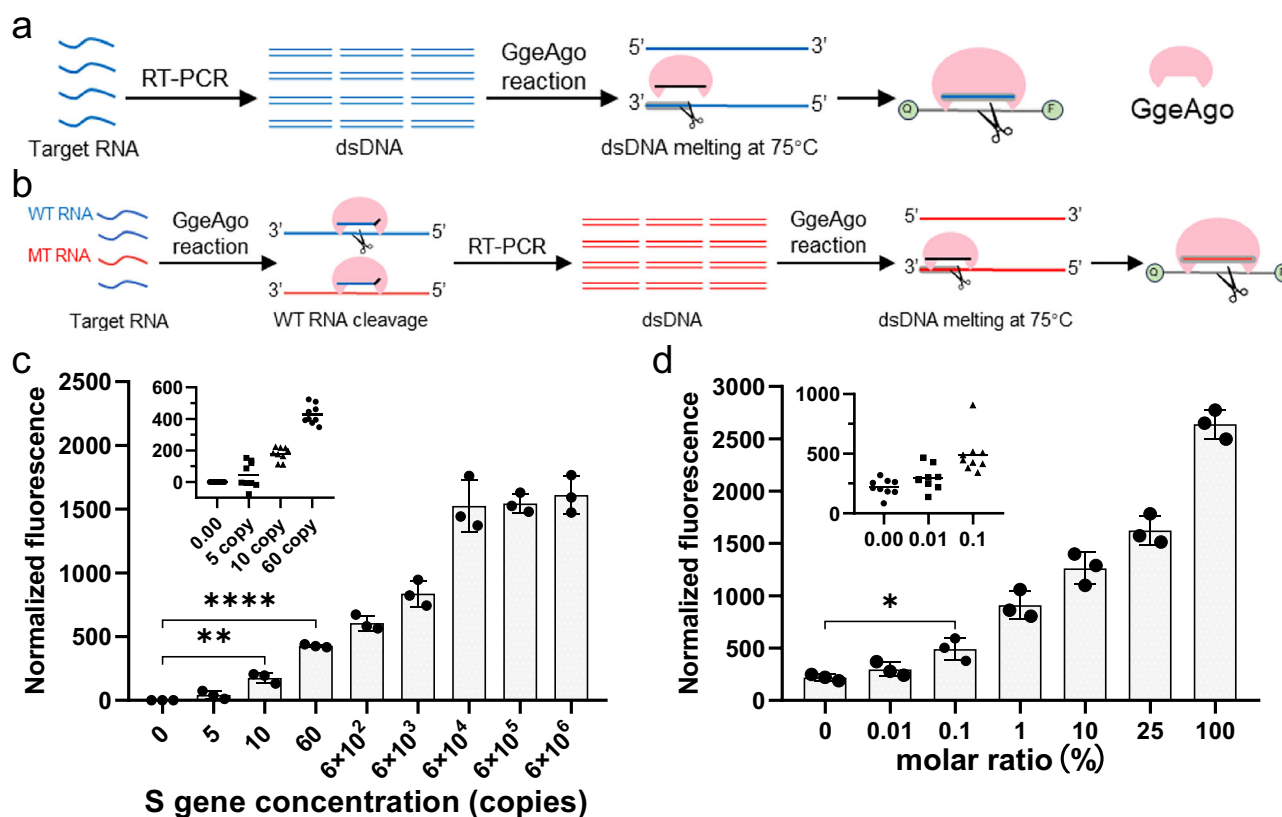 a
5’ 3’
GgeAgo
reaction
RT-PCR
3’ 5’
Q F
GgeAgo
Target RNA
dsDNA
dsDNA melting at 75°C
b
WT RNA
MT RNA
GgeAgo
reaction
3’ 5’
3’ 5’
RT-PCR
GgeAgo
reaction
5’ 3’
3’ 5’
Q F
Target RNA
WT RNA cleavage
dsDNA
dsDNA melting at 75°C
c
Normalized fluorescence
2500
2000
1500
1000
500
0
600
400
200
0
0.00
5 copy
10 copy
60 copy
****
**
0
5
10
60
6×10²
6×10³
6×10⁴
6×10⁵
6×10⁶
S gene concentration (copies)
d
Normalized fluorescence
3000
2500
2000
1500
1000
500
0
1000
500
0
0.00 0.01 0.1
*
0 0.01 0.1 1 10 25 100
molar ratio (%)